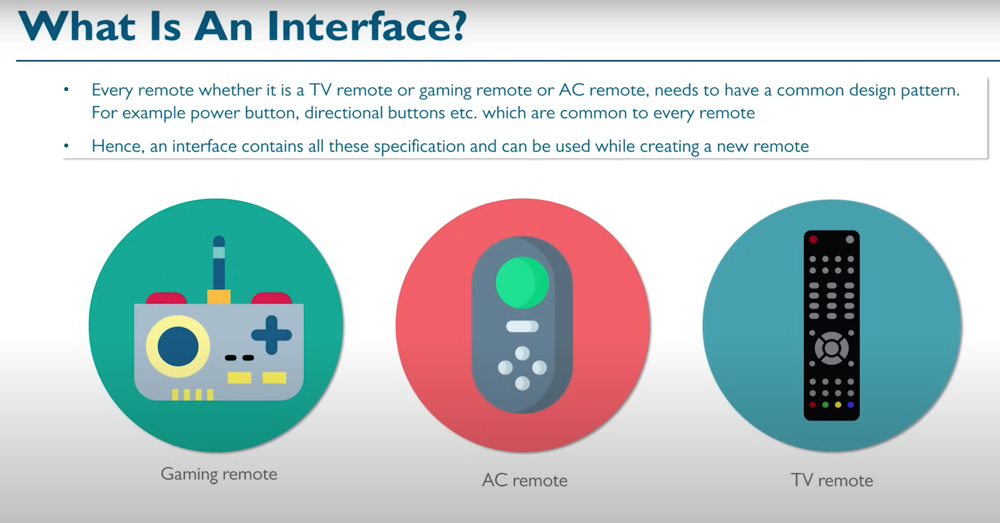 What Is An Interface?
• Every remote whether it is a TV remote or gaming remote or AC remote, needs to have a common design pattern.
For example power button, directional buttons etc. which are common to every remote
• Hence, an interface contains all these specification and can be used while creating a new remote
Gaming remote
AC remote
TV remote